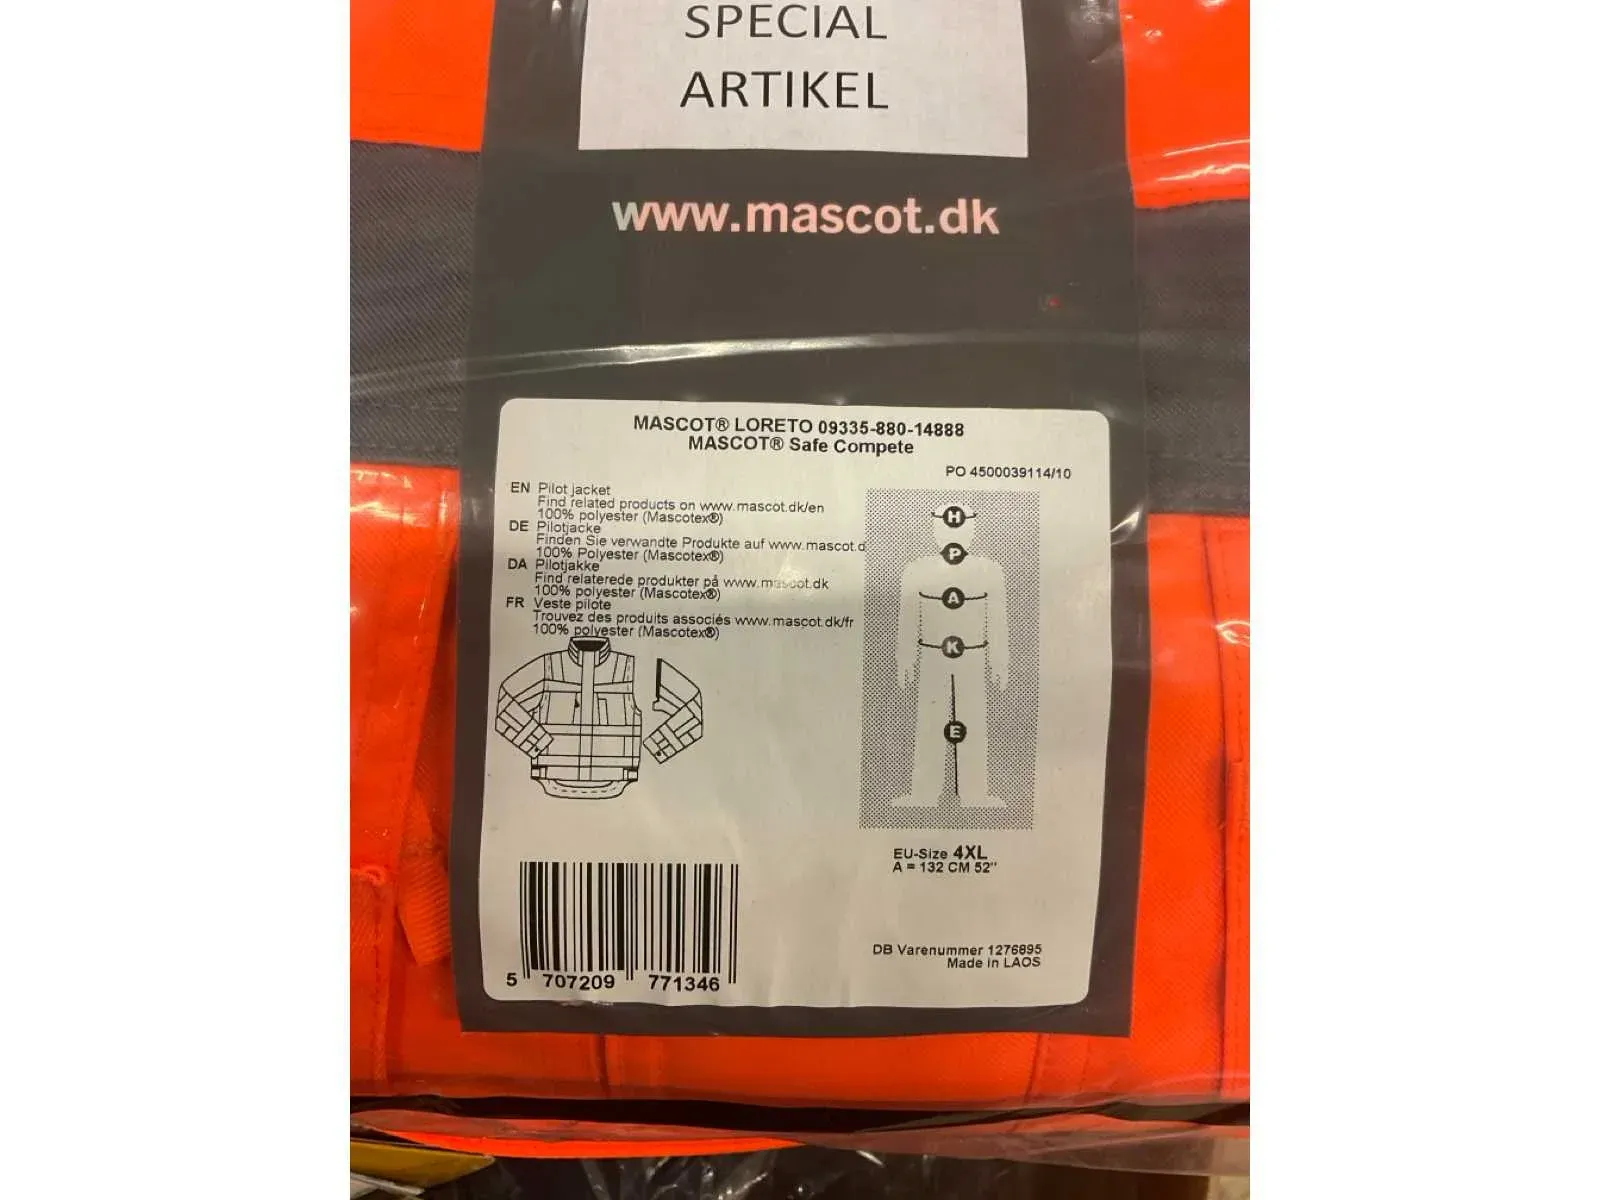 SPECIAL
ARTIKEL
www.mascot.dk
MASCOT® LORETO 09335-880-14888
MASCOT® Safe Compete
PO 4500039114/10
EN Pilot jacket
Find related products on www.mascot.dk/en
100% polyester (Mascotex®)
DE Pilotjacke
Finden Sie verwandte Produkte auf www.mascot.d
100% Polyester (Mascotex®)
DA Pilotjakke
Find relaterede produkter på www.mascot.dk
100% polyester (Mascotex®)
FR Veste pilote
Trouvez des produits associés www.mascot.dk/fr
100% polyester (Mascotex®)
H
P
A
K
E
EU-Size 4XL
A = 132 CM 52"
DB Varenummer 1276895
Made in LAOS
5 707209 771346